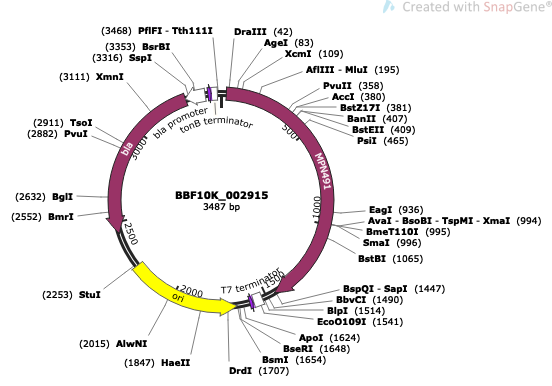 Created with SnapGene®
(3468) PflFI - Tth111I
(3353) BsrBI
(3316) SspI
(3111) XmnI
(2911) TsoI
(2882) PvuI
(2632) BglI
(2552) BmrI
(2253) StuI
(2015) AlwNI
(1847) HaeII
DrdI (1707)
BsmI (1654)
BseRI (1648)
ApoI (1624)
EcoO109I (1541)
BlpI (1514)
BbvCI (1490)
BspQI - SapI (1447)
BstBI (1065)
SmaI (996)
BmeT110I (995)
AvaI - BsoBI - TspMI - XmaI (994)
EagI (936)
PsiI (465)
BstEII (409)
BanII (407)
BstZ17I (381)
AccI (380)
PvuII (358)
AflIII - MluI (195)
XcmI (109)
AgeI (83)
DraIII (42)
bla promoter
tonB terminator
bla
MPN491
T7 terminator
ori
500
1000
1500
2000
2500
3000
BBF10K_002915
3487 bp